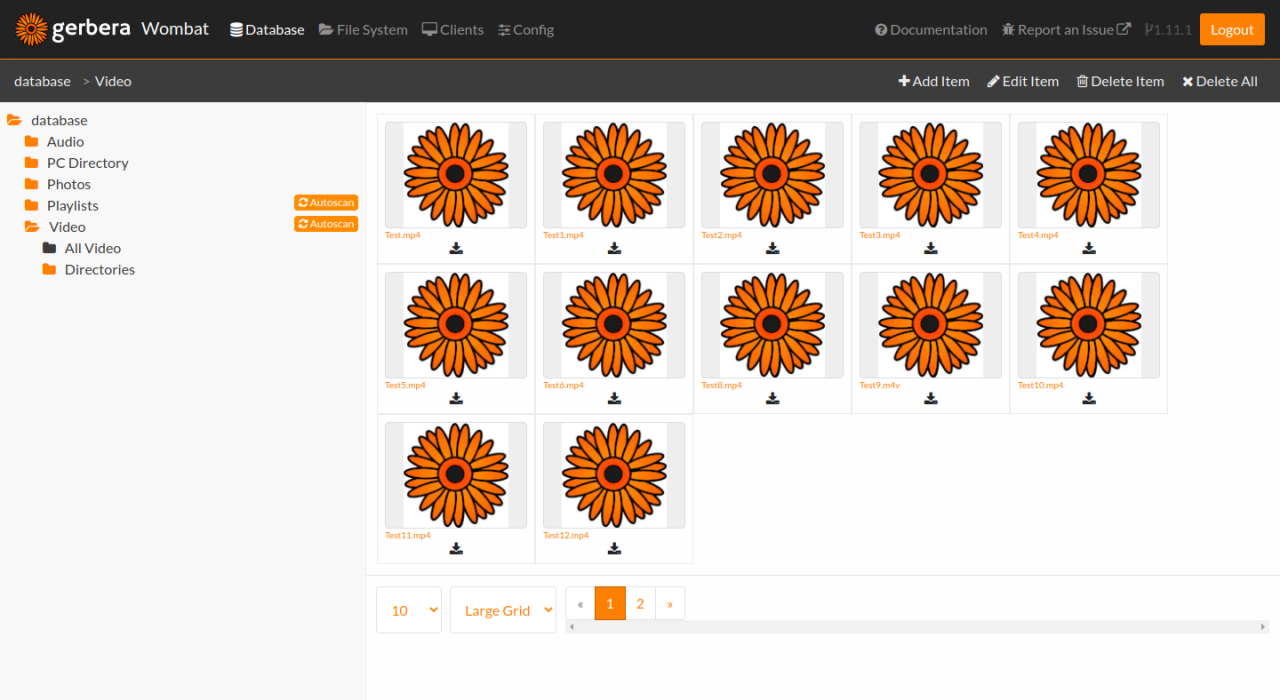 gerbera Wombat Database File System Clients Config Documentation Report an Issue 1.11.1 Logout
database > Video + Add Item Edit Item Delete Item Delete All
database
Audio
PC Directory
Photos
Playlists Autoscan
Video Autoscan
All Video
Directories
Test.mp4 Test1.mp4 Test2.mp4 Test3.mp4 Test4.mp4
Test5.mp4 Test6.mp4 Test8.mp4 Test9.m4v Test10.mp4
Test11.mp4 Test12.mp4
10 Large Grid « 1 2 »